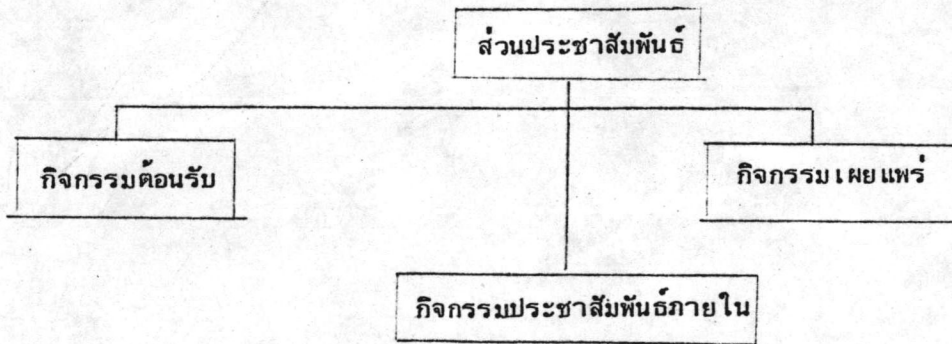 ส่วนประชาสัมพันธ์
กิจกรรมต้อนรับ
กิจกรรมเผยแพร่
กิจกรรมประชาสัมพันธ์ภายใน